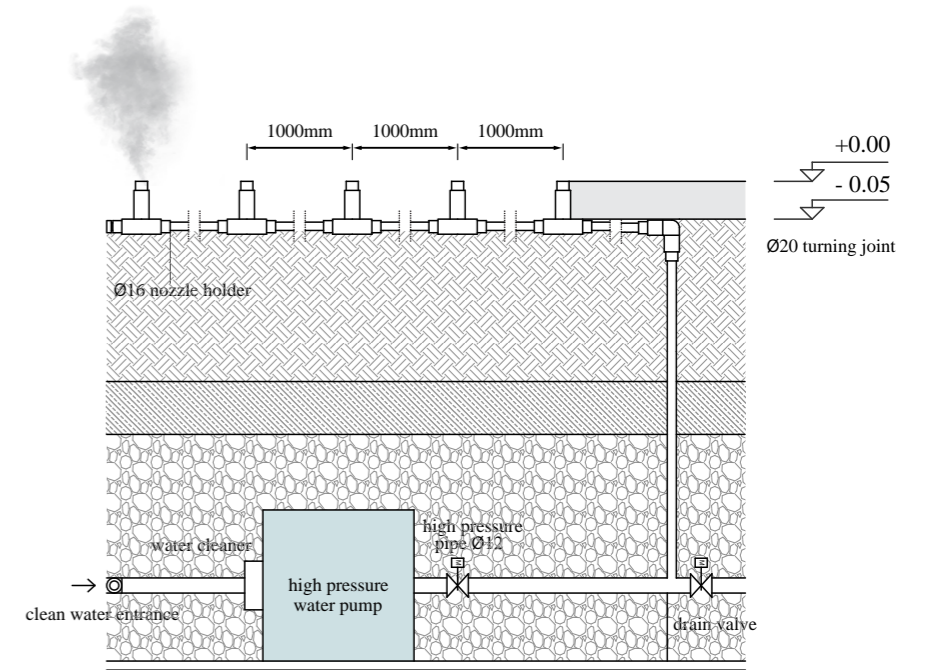 1000mm 1000mm 1000mm
+0.00
- 0.05
Ø20 turning joint
Ø16 nozzle holder
high pressure
pipe Ø12
water cleaner
high pressure
water pump
clean water entrance
drain valve